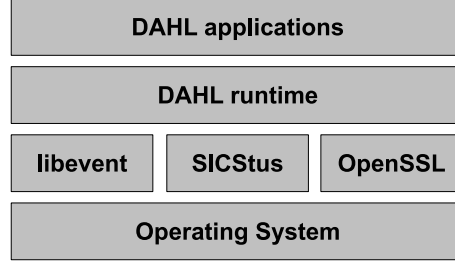 DAHL applications
DAHL runtime
libevent SICStus OpenSSL
Operating System